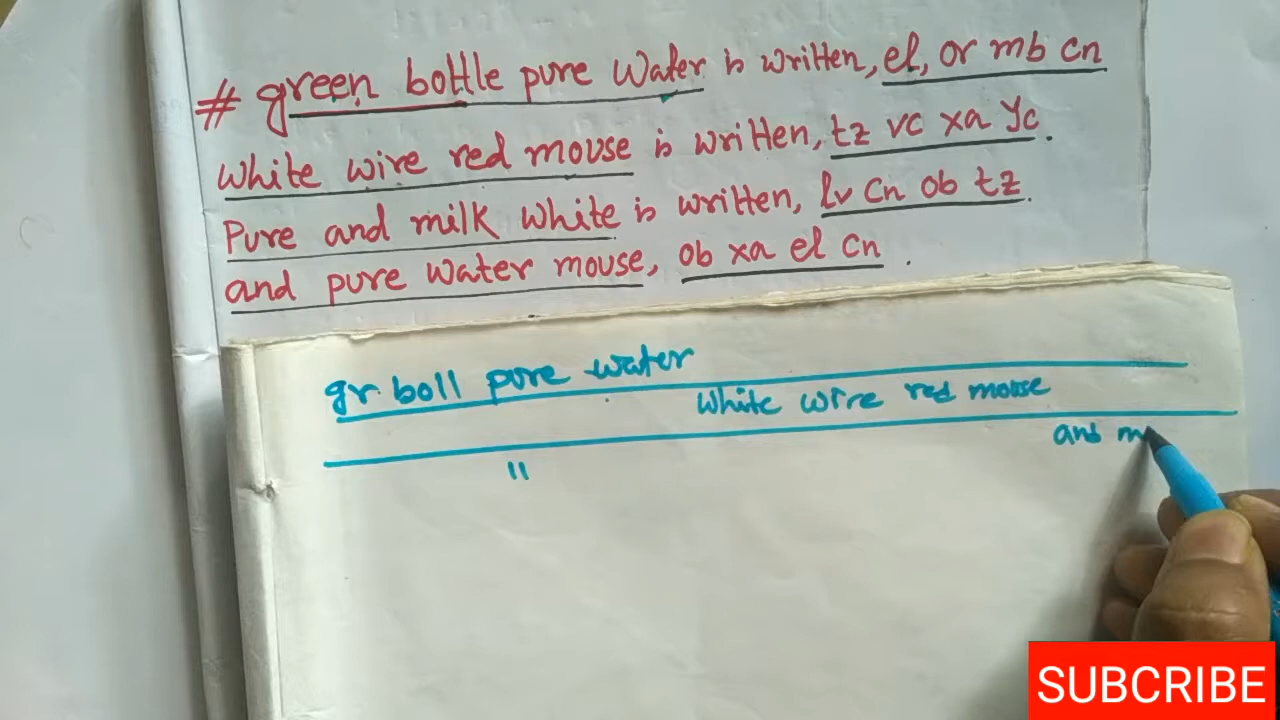 # green bottle pure Water is written, el, or mb cn
White wire red mouse is written, tz vc xa yc.
Pure and milk white is written, lv cn ob tz.
and pure water mouse, ob xa el cn.
gr. boll pure water
White wire red mouse
"
and m
SUBCRIBE